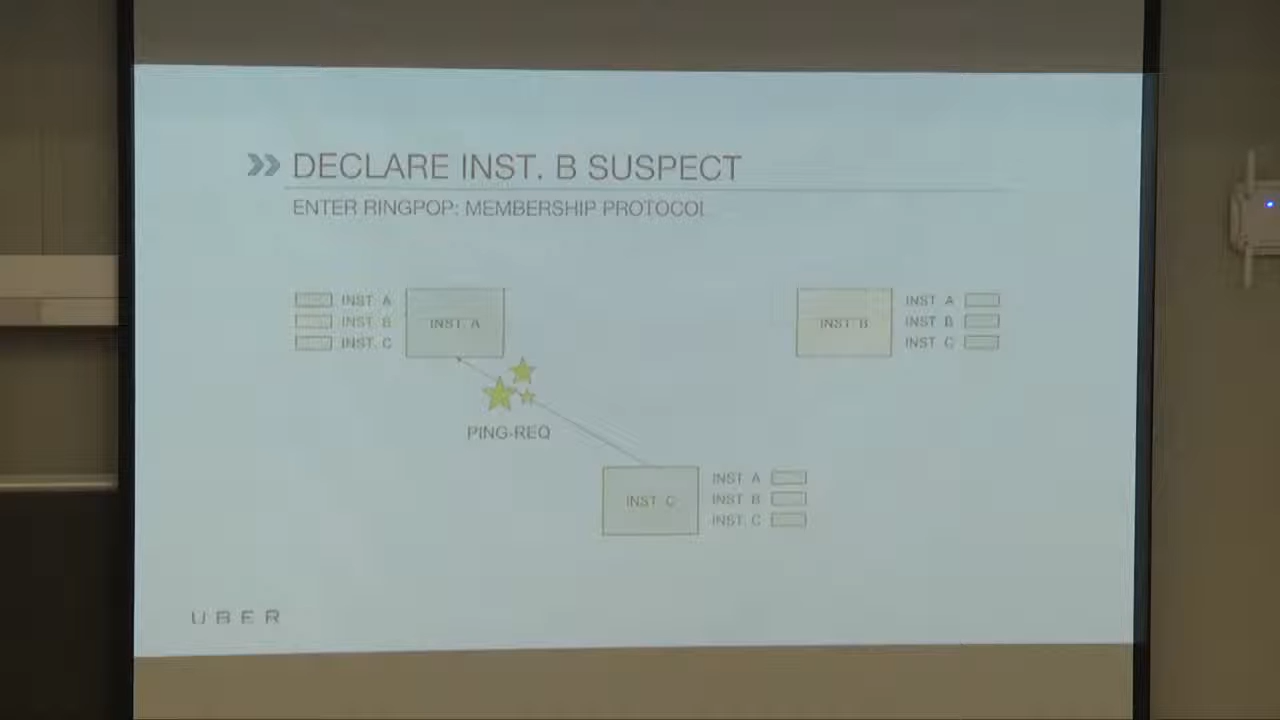 DECLARE INST. B SUSPECT
ENTER RINGPOP: MEMBERSHIP PROTOCOL
INST. A
INST. B
INST. C
INST. A
INST. B
INST. A
INST. B
INST. C
PING-REQ
INST. C
INST. A
INST. B
INST. C
UBER